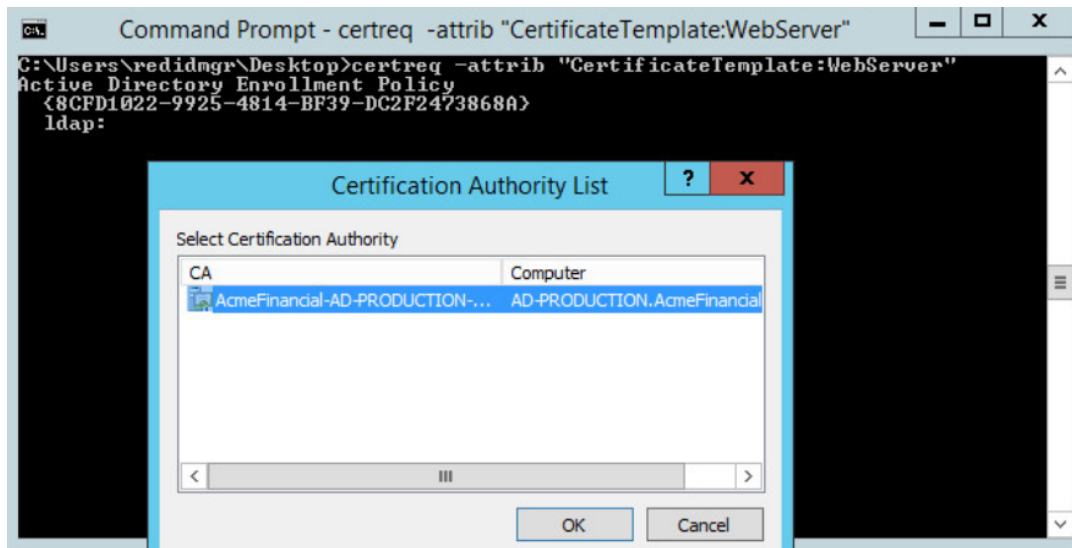 Command Prompt - certreq -attrib "CertificateTemplate:WebServer"
C:\Users\redidmgr\Desktop>certreq -attrib "CertificateTemplate:WebServer"
Active Directory Enrollment Policy
{8CFD1022-9925-4814-BF39-DC2F2473868A}
ldap:
Certification Authority List
Select Certification Authority
CA Computer
AcmeFinancial-AD-PRODUCTION-... AD-PRODUCTION.AcmeFinancial
OK Cancel